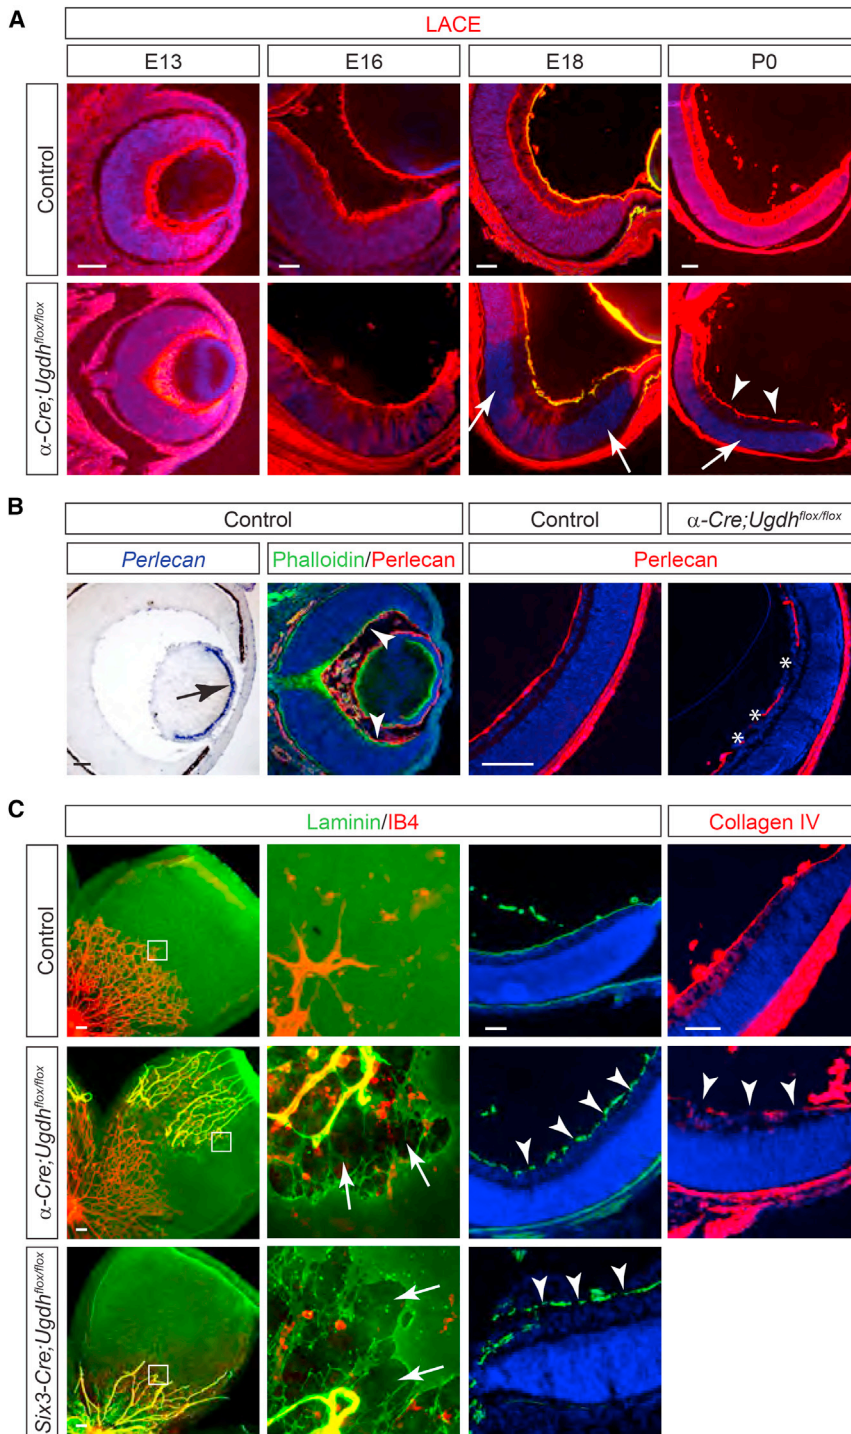 A
LACE
E13 E16 E18 P0
Control
α-Cre;Ugdh^flox/flox
B
Control Control α-Cre;Ugdh^flox/flox
Perlecan Phalloidin/Perlecan Perlecan
* * *
C
Laminin/IB4 Collagen IV
Control
α-Cre;Ugdh^flox/flox
Six3-Cre;Ugdh^flox/flox